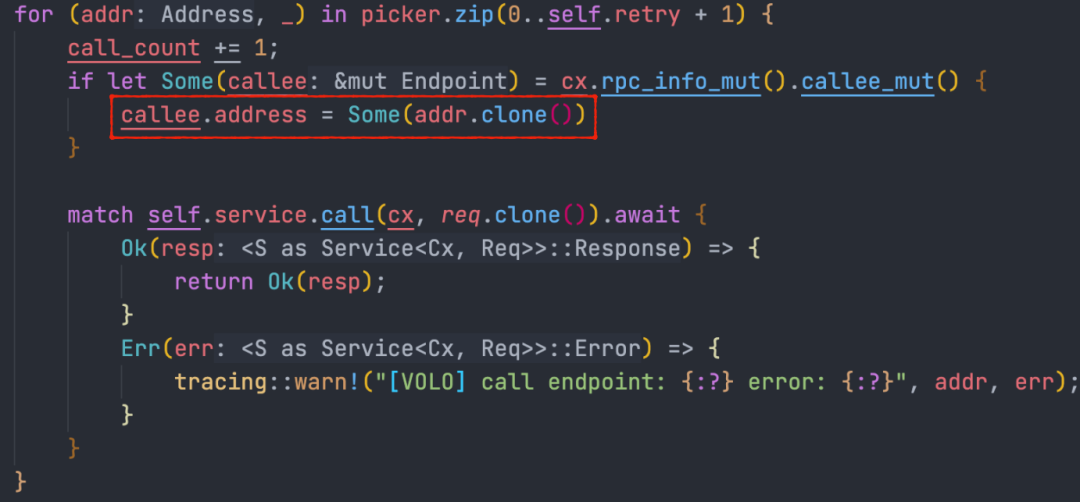 for (addr: Address, _) in picker.zip(0..self.retry + 1) {
    call_count += 1;
    if let Some(callee: &mut Endpoint) = cx.rpc_info_mut().callee_mut() {
        callee.address = Some(addr.clone())
    }
    match self.service.call(cx, req.clone()).await {
        Ok(resp: <S as Service<Cx, Req>>::Response) => {
            return Ok(resp);
        }
        Err(err: <S as Service<Cx, Req>>::Error) => {
            tracing::warn!("[VOLO] call endpoint: {:?} error: {:?}", addr, err);
        }
    }
}